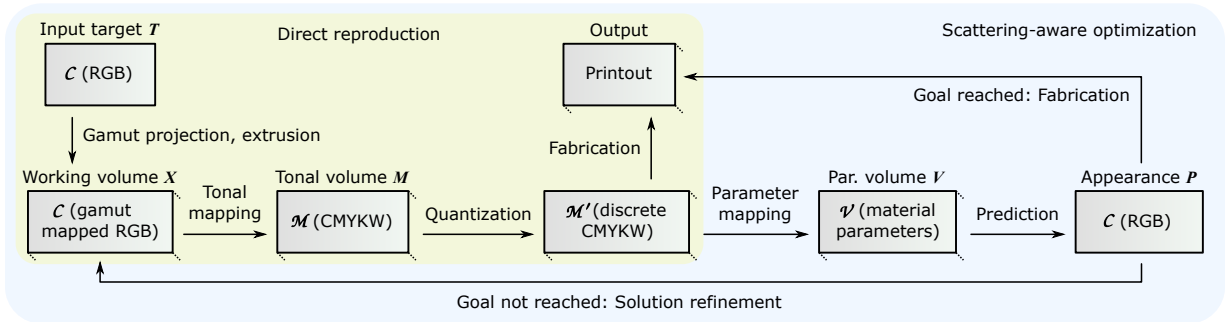 Input target T
Direct reproduction
Output
Scattering-aware optimization
C (RGB)
Printout
Goal reached: Fabrication
Gamut projection, extrusion
Fabrication
Working volume X
Tonal
mapping
Tonal volume M
Quantization
Parameter
mapping
Par. volume V
Prediction
Appearance P
C (gamut
mapped RGB)
M (CMYKW)
M′ (discrete
CMYKW)
V (material
parameters)
C (RGB)
Goal not reached: Solution refinement